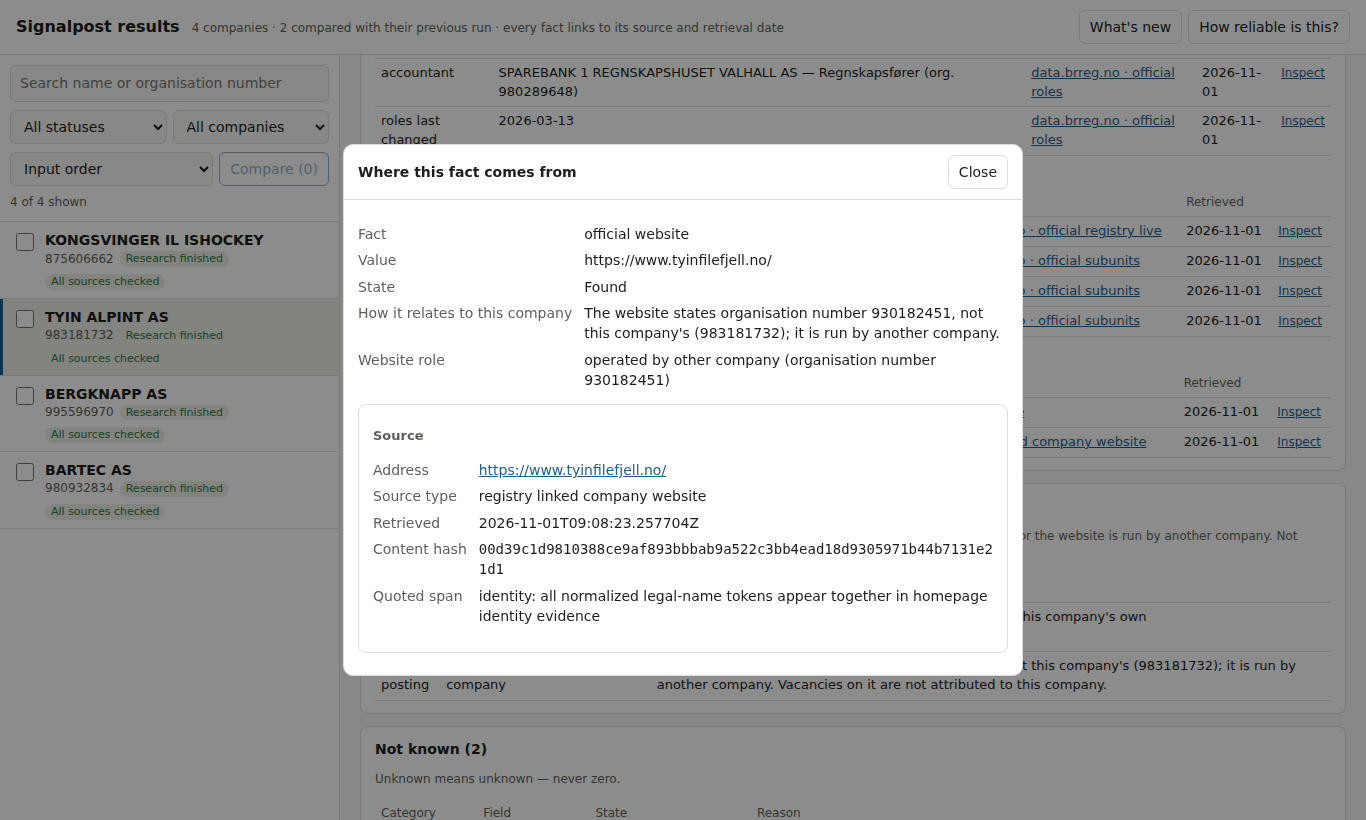 Signalpost results 4 companies · 2 compared with their previous run · every fact links to its source and retrieval date What's new How reliable is this?
Search name or organisation number
All statuses All companies
Input order Compare (0)
4 of 4 shown
KONGSVINGER IL ISHOCKEY
875606662 Research finished
All sources checked
TYIN ALPINT AS
983181732 Research finished
All sources checked
BERGKNAPP AS
995596970 Research finished
All sources checked
BARTEC AS
980932834 Research finished
All sources checked
accountant SPAREBANK 1 REGNSKAPSHUSET VALHALL AS — Regnskapsfører (org. data.brreg.no · official 2026-11- Inspect
980289648) roles 01
roles last 2026-03-13 data.brreg.no · official 2026-11- Inspect
changed roles 01
Where this fact comes from Close
Fact official website
Value https://www.tyinfilefjell.no/
State Found
How it relates to this company The website states organisation number 930182451, not
this company's (983181732); it is run by another company.
Website role operated by other company (organisation number
930182451)
Source
Address https://www.tyinfilefjell.no/
Source type registry linked company website
Retrieved 2026-11-01T09:08:23.257704Z
Content hash 00d39c1d9810388ce9af893bbbab9a522c3bb4ead18d9305971b44b7131e2
1d1
Quoted span identity: all normalized legal-name tokens appear together in homepage
identity evidence
Retrieved
· official registry live 2026-11-01 Inspect
· official subunits 2026-11-01 Inspect
· official subunits 2026-11-01 Inspect
· official subunits 2026-11-01 Inspect
Retrieved
2026-11-01 Inspect
company website 2026-11-01 Inspect
or the website is run by another company. Not
this company's own
this company's (983181732); it is run by
posting company another company. Vacancies on it are not attributed to this company.
Not known (2)
Unknown means unknown — never zero.
Category Field State Reason